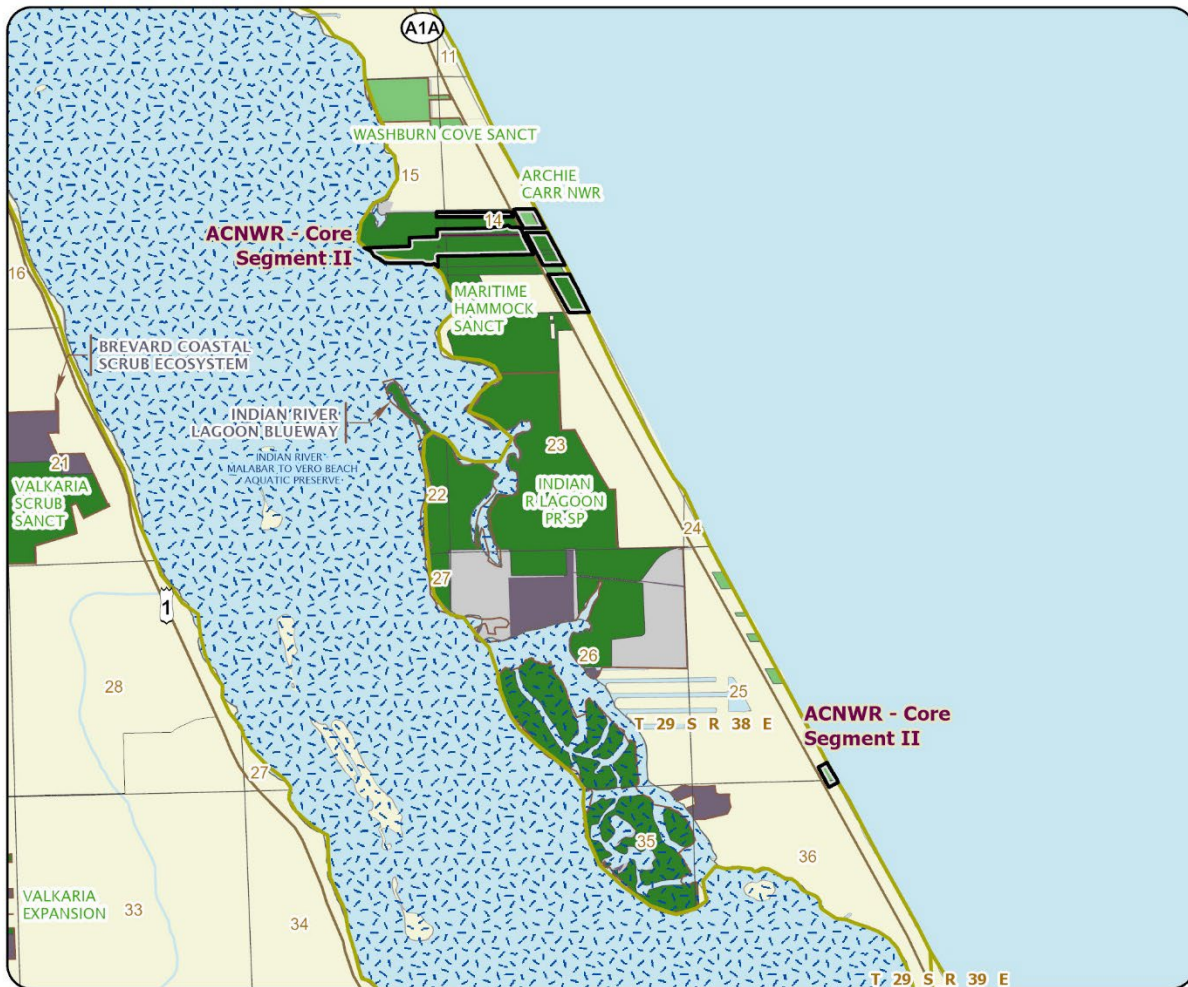 A1A
11
WASHBURN COVE SANCT
15
ARCHIE
CARR NWR
14
ACNWR - Core
Segment II
16
MARITIME
HAMMOCK
SANCT
BREVARD COASTAL
SCRUB ECOSYSTEM
INDIAN RIVER
LAGOON BLUEWAY
INDIAN RIVER
MALABAR TO VERO BEACH
AQUATIC PRESERVE
23
21
VALKARIA
SCRUB
SANCT
22
INDIAN
R LAGOON
PR SP
24
27
1
26
28
25
T 29 S R 38 E
ACNWR - Core
Segment II
27
35
36
VALKARIA
EXPANSION
33
34
T 29 S R 39 E